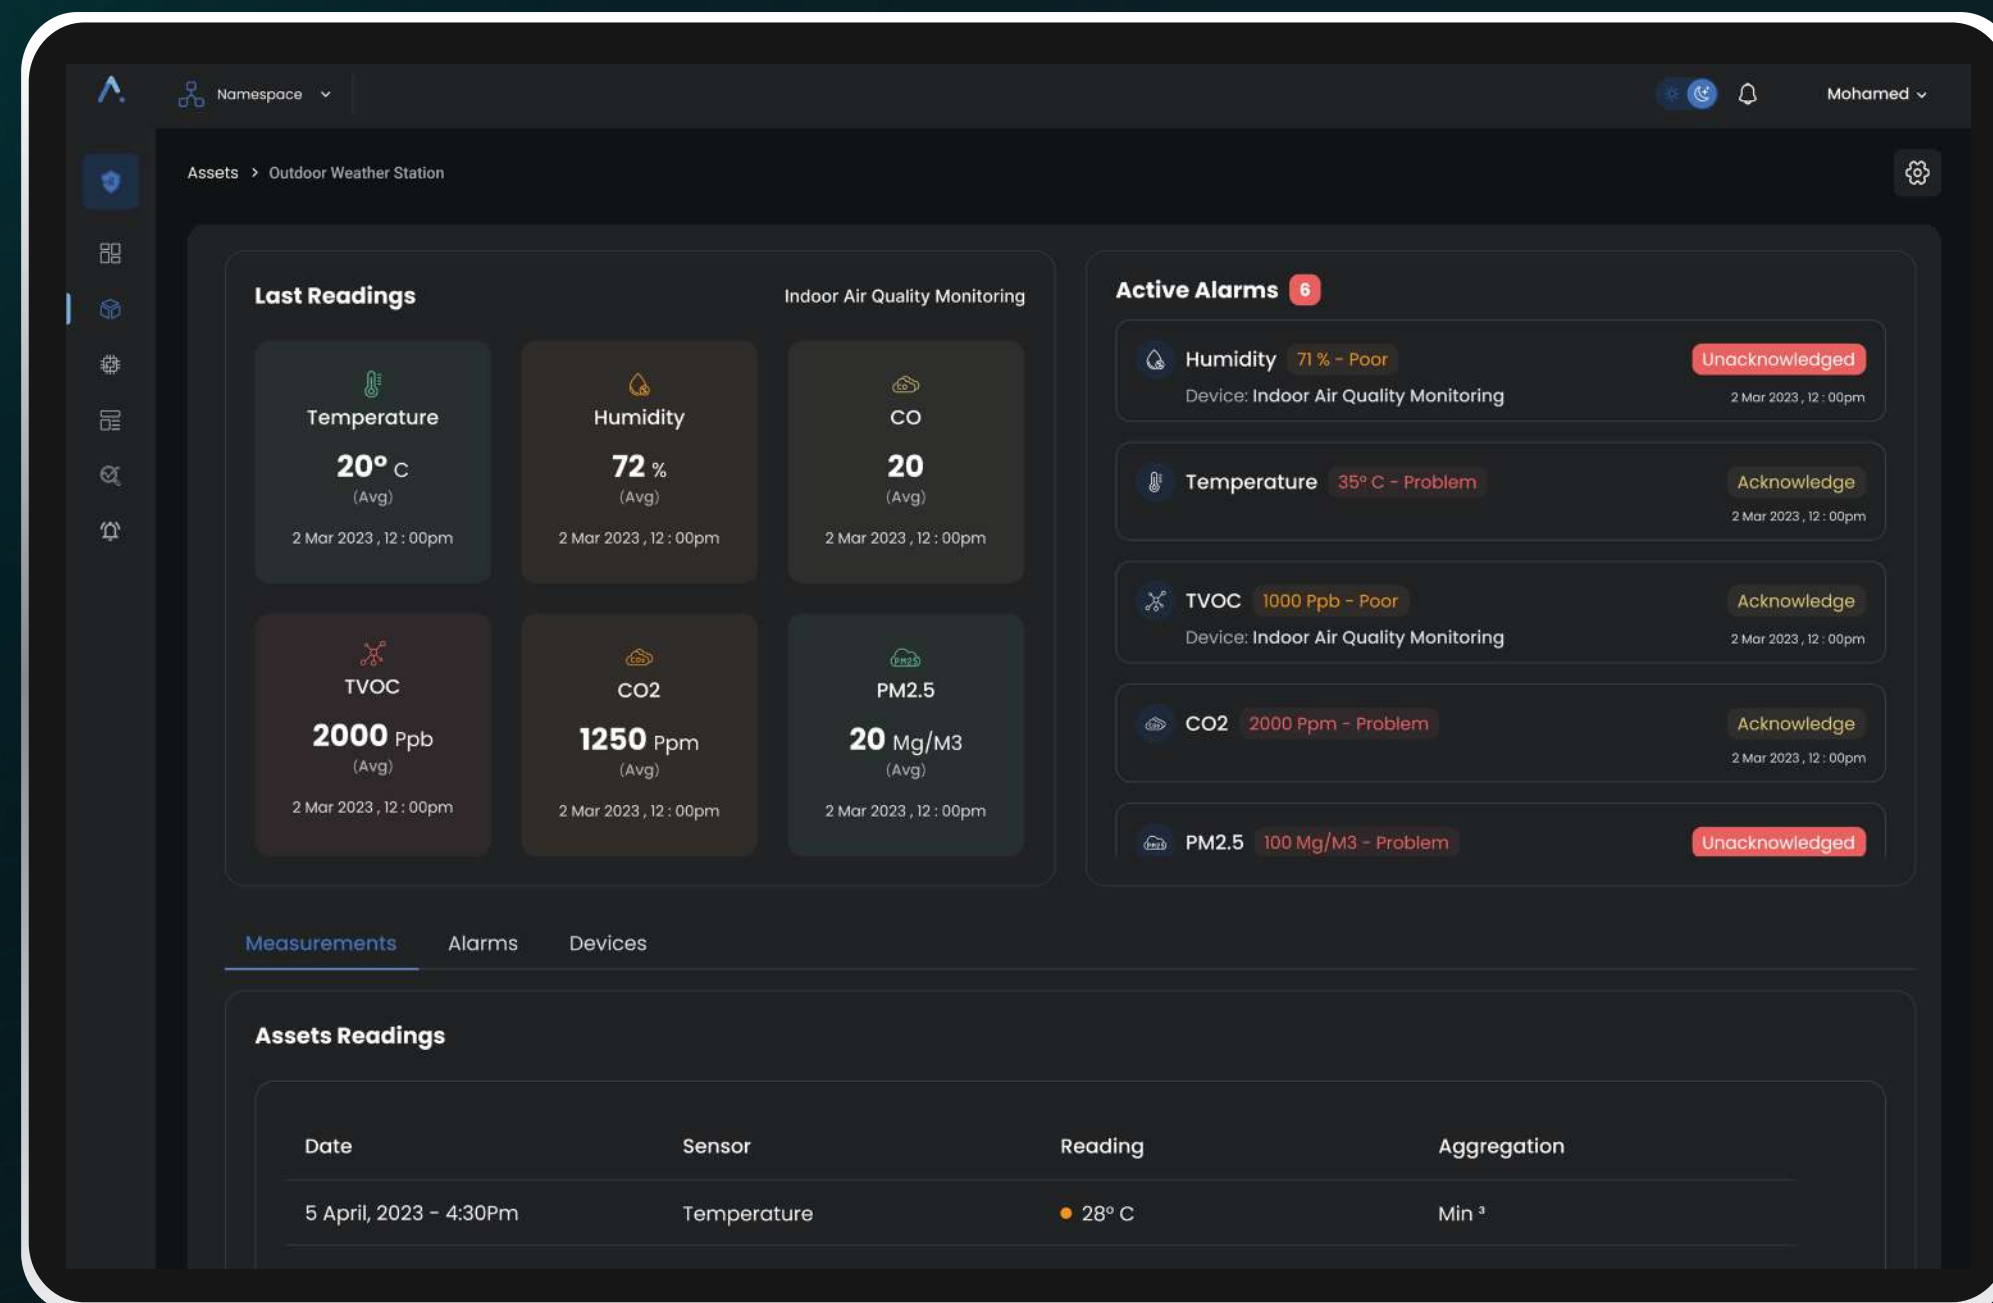 Namespace
Mohamed
Assets > Outdoor Weather Station
Last Readings
Indoor Air Quality Monitoring
Temperature
20° C
(Avg)
2 Mar 2023 , 12 : 00pm
Humidity
72 %
(Avg)
2 Mar 2023 , 12 : 00pm
CO
CO
20
(Avg)
2 Mar 2023 , 12 : 00pm
TVOC
2000 Ppb
(Avg)
2 Mar 2023 , 12 : 00pm
CO2
CO2
1250 Ppm
(Avg)
2 Mar 2023 , 12 : 00pm
PM25
PM2.5
20 Mg/M3
(Avg)
2 Mar 2023 , 12 : 00pm
Active Alarms 6
Humidity 71 % - Poor
Unacknowledged
Device: Indoor Air Quality Monitoring
2 Mar 2023 , 12 : 00pm
Temperature 35° C - Problem
Acknowledge
2 Mar 2023 , 12 : 00pm
TVOC 1000 Ppb - Poor
Acknowledge
Device: Indoor Air Quality Monitoring
2 Mar 2023 , 12 : 00pm
CO2 2000 Ppm - Problem
Acknowledge
2 Mar 2023 , 12 : 00pm
PM2.5 100 Mg/M3 - Problem
Unacknowledged
Measurements
Alarms
Devices
Assets Readings
Date Sensor Reading Aggregation
5 April, 2023 - 4:30Pm Temperature 28° C Min ³